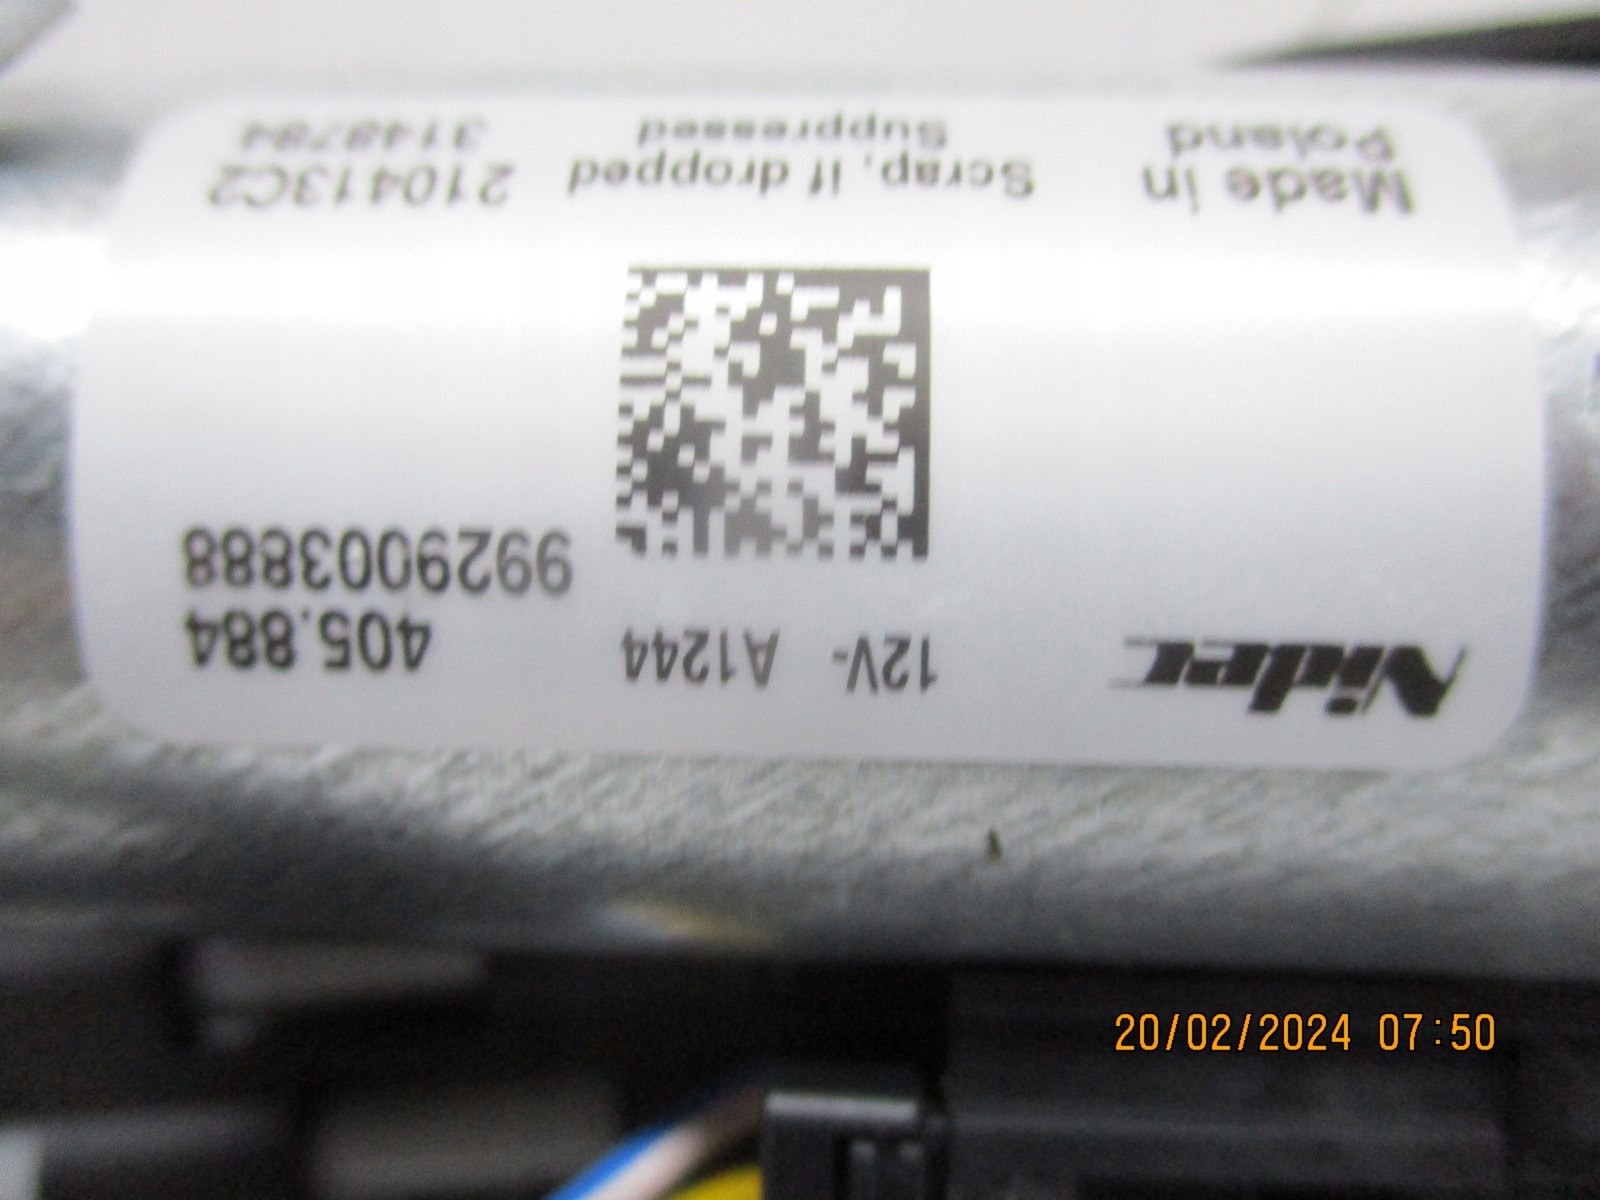 Nidec
12V- A1244
405.884
9929003888
Made in
Poland
Scrap, if dropped
Suppressed
210413C2
3148784
20/02/2024 07:50